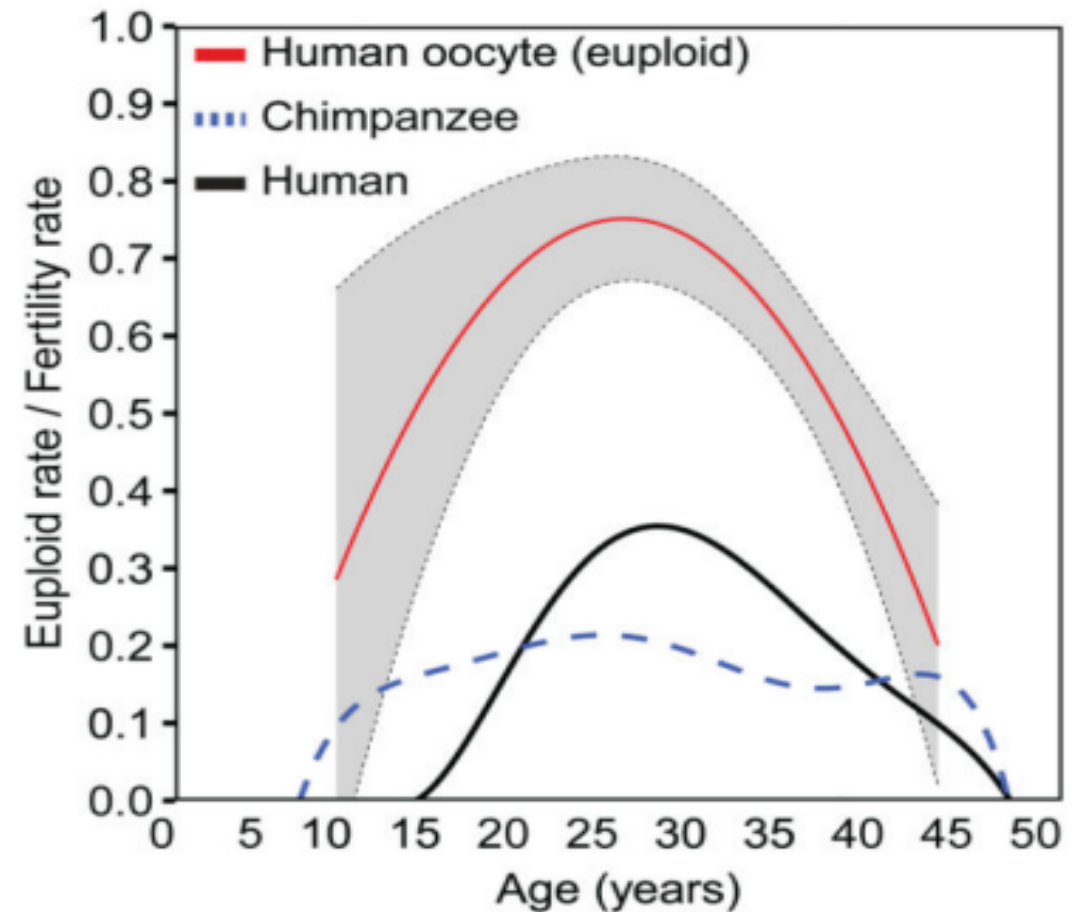 Euploid rate / Fertility rate
1.0
0.9
0.8
0.7
0.6
0.5
0.4
0.3
0.2
0.1
0.0
Human oocyte (euploid)
Chimpanzee
Human
0 5 10 15 20 25 30 35 40 45 50
Age (years)